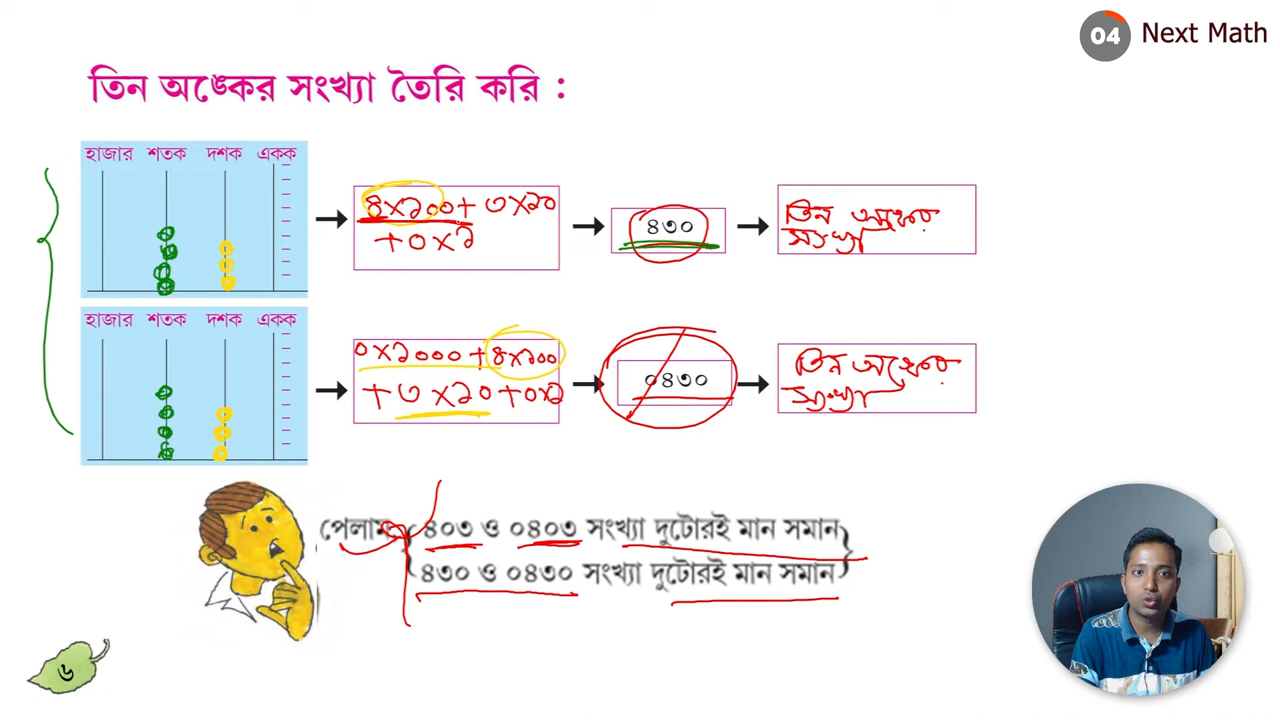 04 Next Math
তিন অঙ্কের সংখ্যা তৈরি করি :
হাজার শতক দশক একক
৪×১০০+ ৩×১০
+০×১
৪৩০
তিন অঙ্কের
সংখ্যা
হাজার শতক দশক একক
০×১০০০ +৪×১০০
+৩ ×১০+০×১
০৪৩০
তিন অঙ্কের
সংখ্যা
পেলাম ৪০৩ ও ০৪০৩ সংখ্যা দুটোরই মান সমান
৪৩০ ও ০৪৩০ সংখ্যা দুটোরই মান সমান
৬